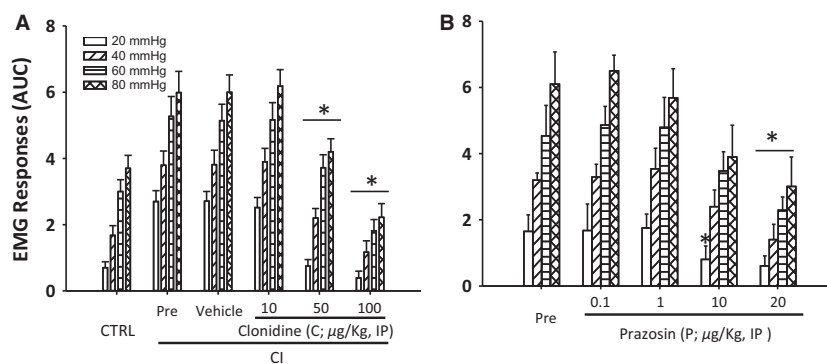 A
EMG Responses (AUC)
8
6
4
2
0
20 mmHg
40 mmHg
60 mmHg
80 mmHg
*
*
CTRL
Pre
Vehicle
10
50
100
Clonidine (C; µg/Kg, IP)
CI
B
8
6
4
2
0
*
*
Pre
0.1
1
10
20
Prazosin (P; µg/Kg, IP )